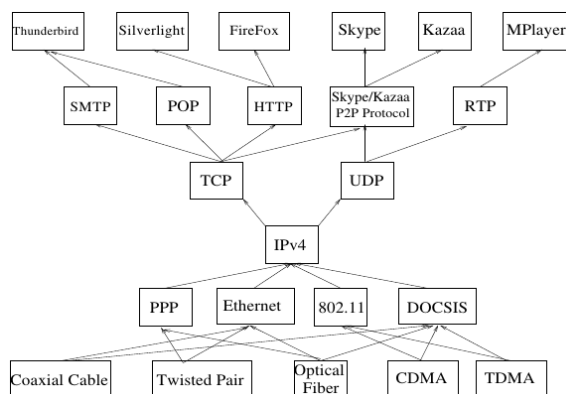 Thunderbird
Silverlight
FireFox
Skype
Kazaa
MPlayer
SMTP
POP
HTTP
Skype/Kazaa
P2P Protocol
RTP
TCP
UDP
IPv4
PPP
Ethernet
802.11
DOCSIS
Coaxial Cable
Twisted Pair
Optical
Fiber
CDMA
TDMA